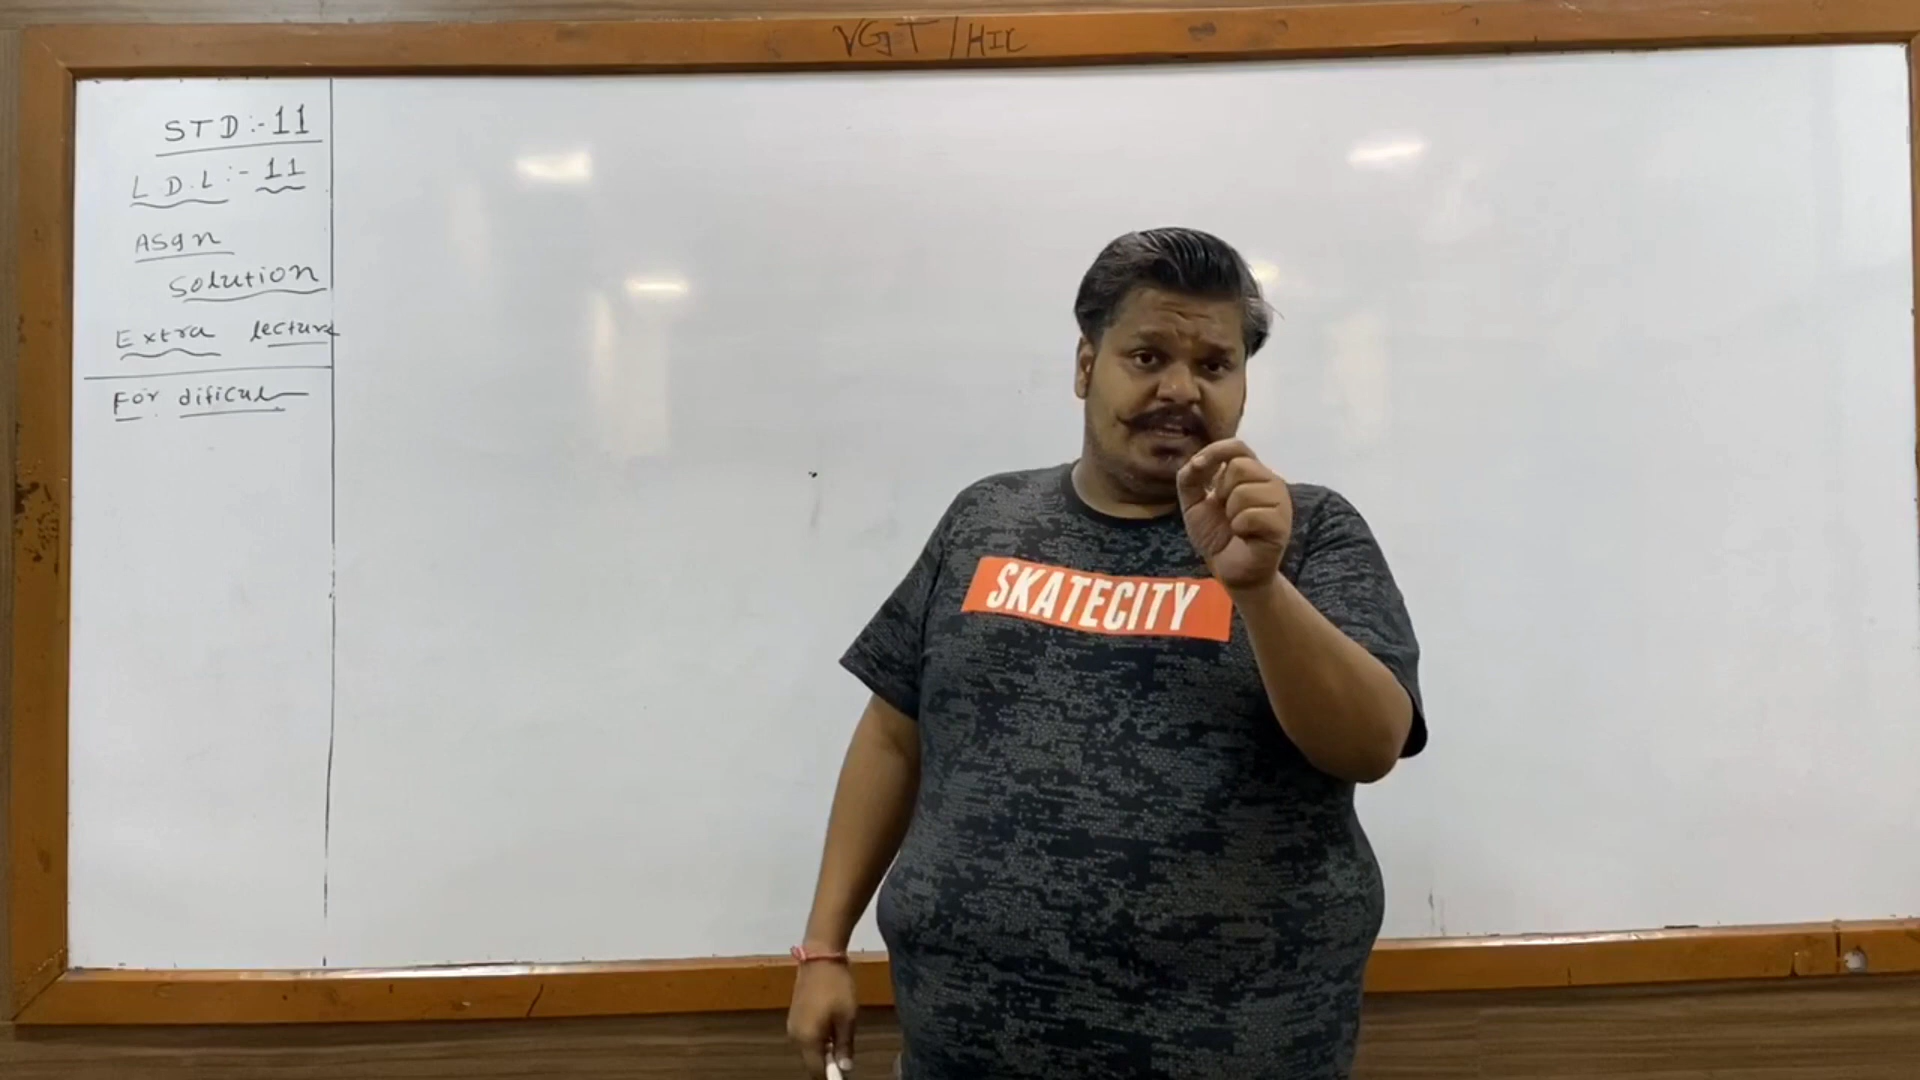 VGT/HIL
STD:-11
L.D.L:-11
Asgn
Solution
Extra lecture
For dificul
SKATECITY